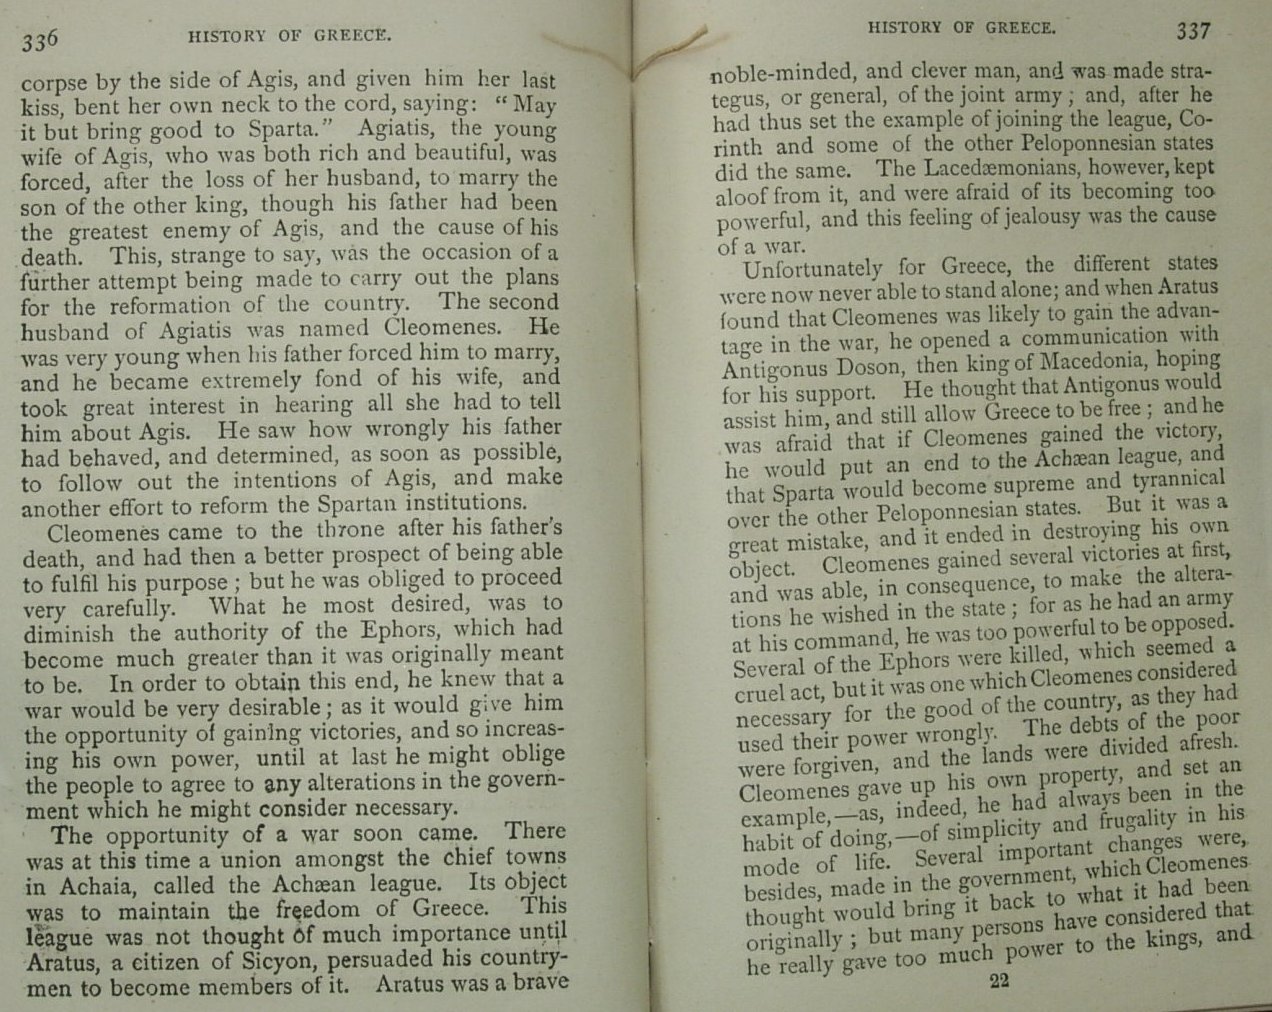 336
HISTORY OF GREECE.
corpse by the side of Agis, and given him her last
kiss, bent her own neck to the cord, saying: “ May
it but bring good to Sparta.” Agiatis, the young
wife of Agis, who was both rich and beautiful, was
forced, after the loss of her husband, to marry the
son of the other king, though his father had been
the greatest enemy of Agis, and the cause of his
death. This, strange to say, was the occasion of a
further attempt being made to carry out the plans
for the reformation of the country. The second
husband of Agiatis was named Cleomenes. He
was very young when his father forced him to marry,
and he became extremely fond of his wife, and
took great interest in hearing all she had to tell
him about Agis. He saw how wrongly his father
had behaved, and determined, as soon as possible,
to follow out the intentions of Agis, and make
another effort to reform the Spartan institutions.
Cleomenes came to the throne after his father's
death, and had then a better prospect of being able
to fulfil his purpose ; but he was obliged to proceed
very carefully. What he most desired, was to
diminish the authority of the Ephors, which had
become much greater than it was originally meant
to be. In order to obtain this end, he knew that a
war would be very desirable ; as it would give him
the opportunity of gaining victories, and so increas-
ing his own power, until at last he might oblige
the people to agree to any alterations in the govern-
ment which he might consider necessary.
The opportunity of a war soon came. There
was at this time a union amongst the chief towns
in Achaia, called the Achæan league. Its object
was to maintain the freedom of Greece. This
league was not thought of much importance until
Aratus, a citizen of Sicyon, persuaded his country-
men to become members of it. Aratus was a brave
HISTORY OF GREECE.
337
noble-minded, and clever man, and was made stra-
tegus, or general, of the joint army ; and, after he
had thus set the example of joining the league, Co-
rinth and some of the other Peloponnesian states
did the same. The Lacedæmonians, however, kept
aloof from it, and were afraid of its becoming too
powerful, and this feeling of jealousy was the cause
of a war.
Unfortunately for Greece, the different states
were now never able to stand alone; and when Aratus
found that Cleomenes was likely to gain the advan-
tage in the war, he opened a communication with
Antigonus Doson, then king of Macedonia, hoping
for his support. He thought that Antigonus would
assist him, and still allow Greece to be free ; and he
was afraid that if Cleomenes gained the victory,
he would put an end to the Achæan league, and
that Sparta would become supreme and tyrannical
over the other Peloponnesian states. But it was a
great mistake, and it ended in destroying his own
object. Cleomenes gained several victories at first,
and was able, in consequence, to make the altera-
tions he wished in the state ; for as he had an army
at his command, he was too powerful to be opposed.
Several of the Ephors were killed, which seemed a
cruel act, but it was one which Cleomenes considered
necessary for the good of the country, as they had
used their power wrongly. The debts of the poor
were forgiven, and the lands were divided afresh.
Cleomenes gave up his own property, and set an
example,—as, indeed, he had always been in the
habit of doing,—of simplicity and frugality in his
mode of life. Several important changes were,
besides, made in the government, which Cleomenes
thought would bring it back to what it had been
originally ; but many persons have considered that
he really gave too much power to the kings, and
22